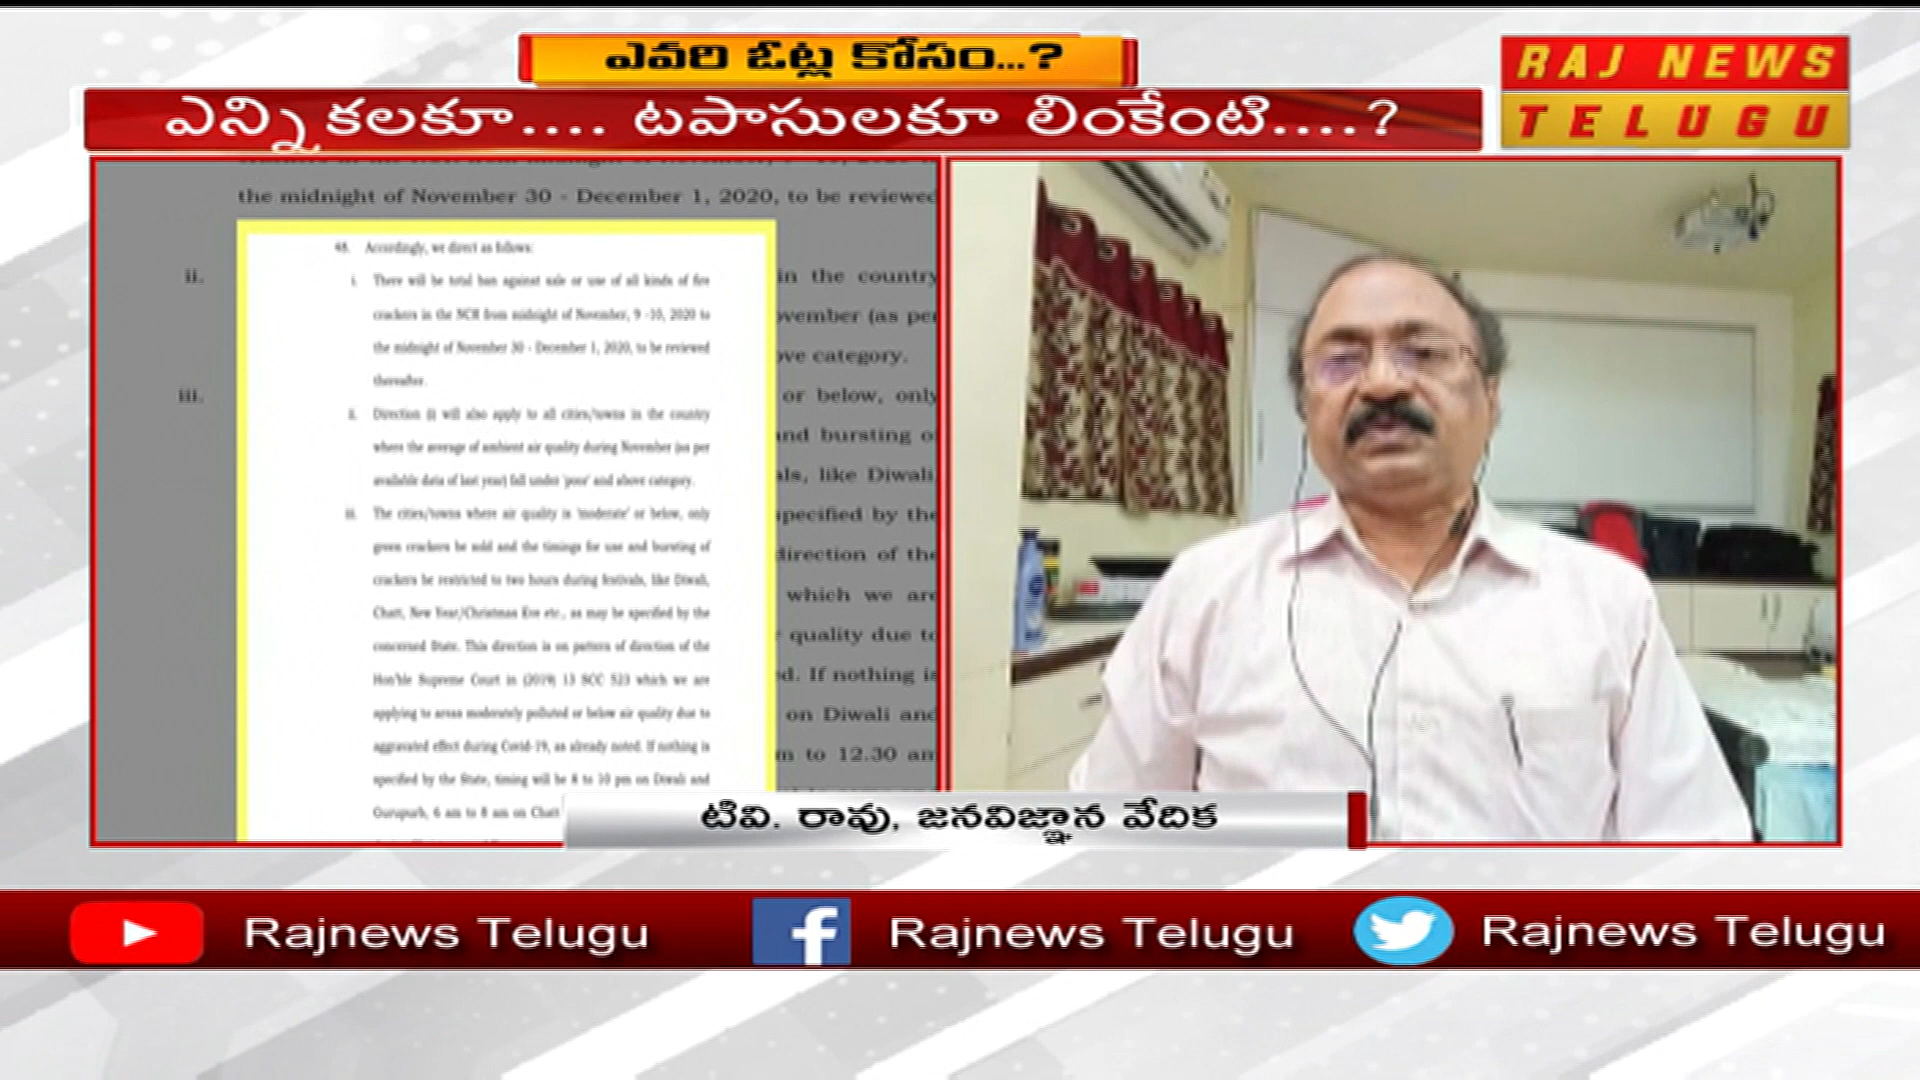 ఎవరి ఓట్ల కోసం...?
RAJ NEWS
TELUGU
ఎన్నికలకూ.... టపాసులకూ లింకేంటి....?
the midnight of November 30 - December 1, 2020, to be reviewed
ii. in the country
ovember (as per
ove category.
iii. or below, only
and bursting of
als, like Diwali,
specified by the
direction of the
which we are
quality due to
d. If nothing is
on Diwali and
m to 12.30 am
48. Accordingly, we direct as follows:
i. There will be total ban against sale or use of all kinds of fire
crackers in the NCR from midnight of November, 9 -10, 2020 to
the midnight of November 30 - December 1, 2020, to be reviewed
thereafter.
ii. Direction (i) will also apply to all cities/towns in the country
where the average of ambient air quality during November (as per
available data of last year) fall under 'poor' and above category.
iii. The cities/towns where air quality is 'moderate' or below, only
green crackers be sold and the timings for use and bursting of
crackers be restricted to two hours during festivals, like Diwali,
Chatt, New Year/Christmas Eve etc., as may be specified by the
concerned State. This direction is on pattern of direction of the
Hon'ble Supreme Court in (2019) 13 SCC 523 which we are
applying to areas moderately polluted or below air quality due to
aggravated effect during Covid-19, as already noted. If nothing is
specified by the State, timing will be 8 to 10 pm on Diwali and
Gurupurb, 6 am to 8 am on Chatt
టివి. రావు, జనవిజ్ఞాన వేదిక
Rajnews Telugu
Rajnews Telugu
Rajnews Telugu